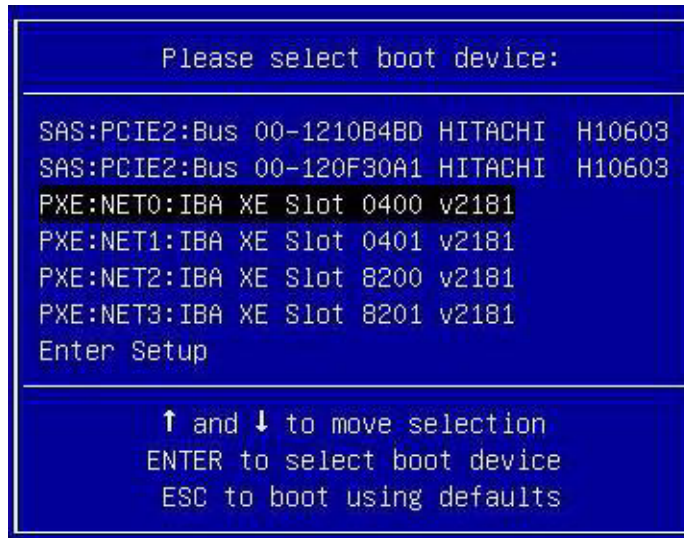 Please select boot device:
SAS:PCIE2:Bus 00-1210B4BD HITACHI H10603
SAS:PCIE2:Bus 00-120F30A1 HITACHI H10603
PXE:NET0:IBA XE Slot 0400 v2181
PXE:NET1:IBA XE Slot 0401 v2181
PXE:NET2:IBA XE Slot 8200 v2181
PXE:NET3:IBA XE Slot 8201 v2181
Enter Setup
↑ and ↓ to move selection
ENTER to select boot device
ESC to boot using defaults